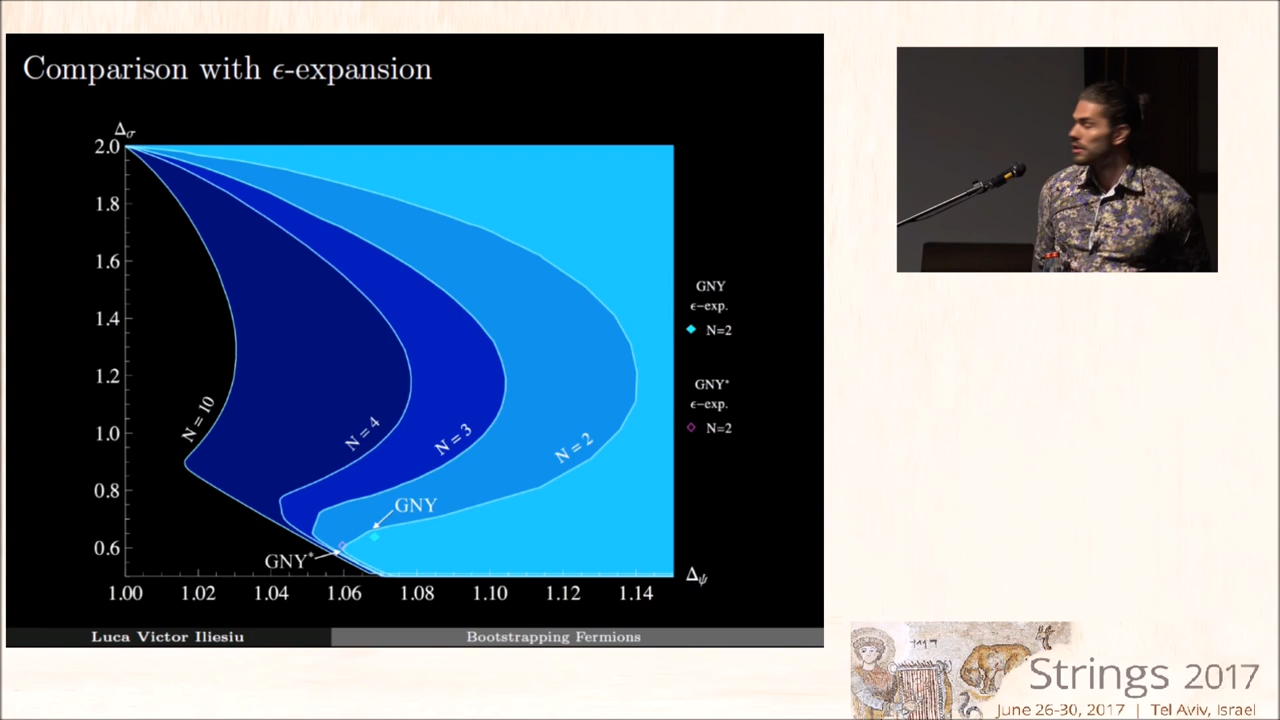 Comparison with ϵ-expansion
Δσ
2.0
1.8
1.6
1.4
1.2
1.0
0.8
0.6
1.00 1.02 1.04 1.06 1.08 1.10 1.12 1.14
Δψ
N = 10
N = 4
N = 3
N = 2
GNY
GNY*
GNY
ϵ−exp.
N=2
GNY*
ϵ−exp.
N=2
Luca Victor Iliesiu Bootstrapping Fermions
Strings 2017
June 26-30, 2017 | Tel Aviv, Israel